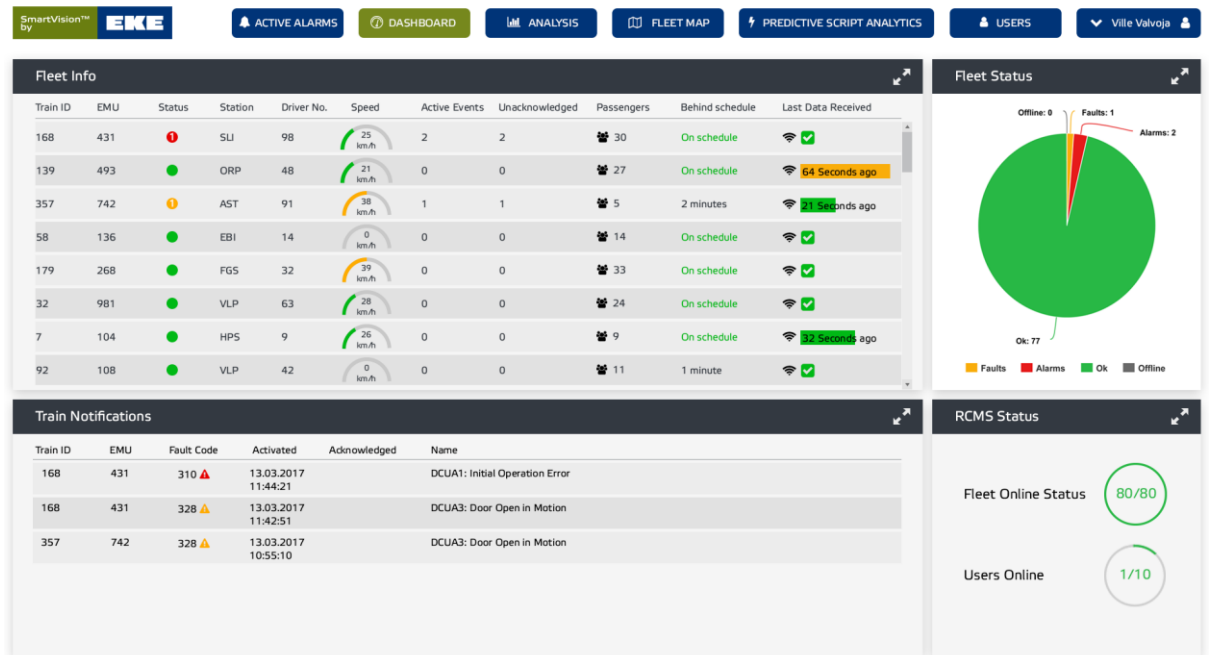 SmartVision™ by EKE ACTIVE ALARMS DASHBOARD ANALYSIS FLEET MAP PREDICTIVE SCRIPT ANALYTICS USERS Ville Valvoja
Fleet Info
Train ID EMU Status Station Driver No. Speed Active Events Unacknowledged Passengers Behind schedule Last Data Received
168 431 1 SLI 98 25 km/h 2 2 30 On schedule
139 493 ORP 48 21 km/h 0 0 27 On schedule 64 Seconds ago
357 742 1 AST 91 38 km/h 1 1 5 2 minutes 21 Seconds ago
58 136 EBI 14 0 km/h 0 0 14 On schedule
179 268 FGS 32 39 km/h 0 0 33 On schedule
32 981 VLP 63 28 km/h 0 0 24 On schedule
7 104 HPS 9 26 km/h 0 0 9 On schedule 32 Seconds ago
92 108 VLP 42 0 km/h 0 0 11 1 minute
Fleet Status
Offline: 0 Faults: 1
Alarms: 2
Ok: 77
Faults Alarms Ok Offline
Train Notifications
Train ID EMU Fault Code Activated Acknowledged Name
168 431 310 13.03.2017 DCUA1: Initial Operation Error
11:44:21
168 431 328 13.03.2017 DCUA3: Door Open in Motion
11:42:51
357 742 328 13.03.2017 DCUA3: Door Open in Motion
10:55:10
RCMS Status
Fleet Online Status 80/80
Users Online 1/10